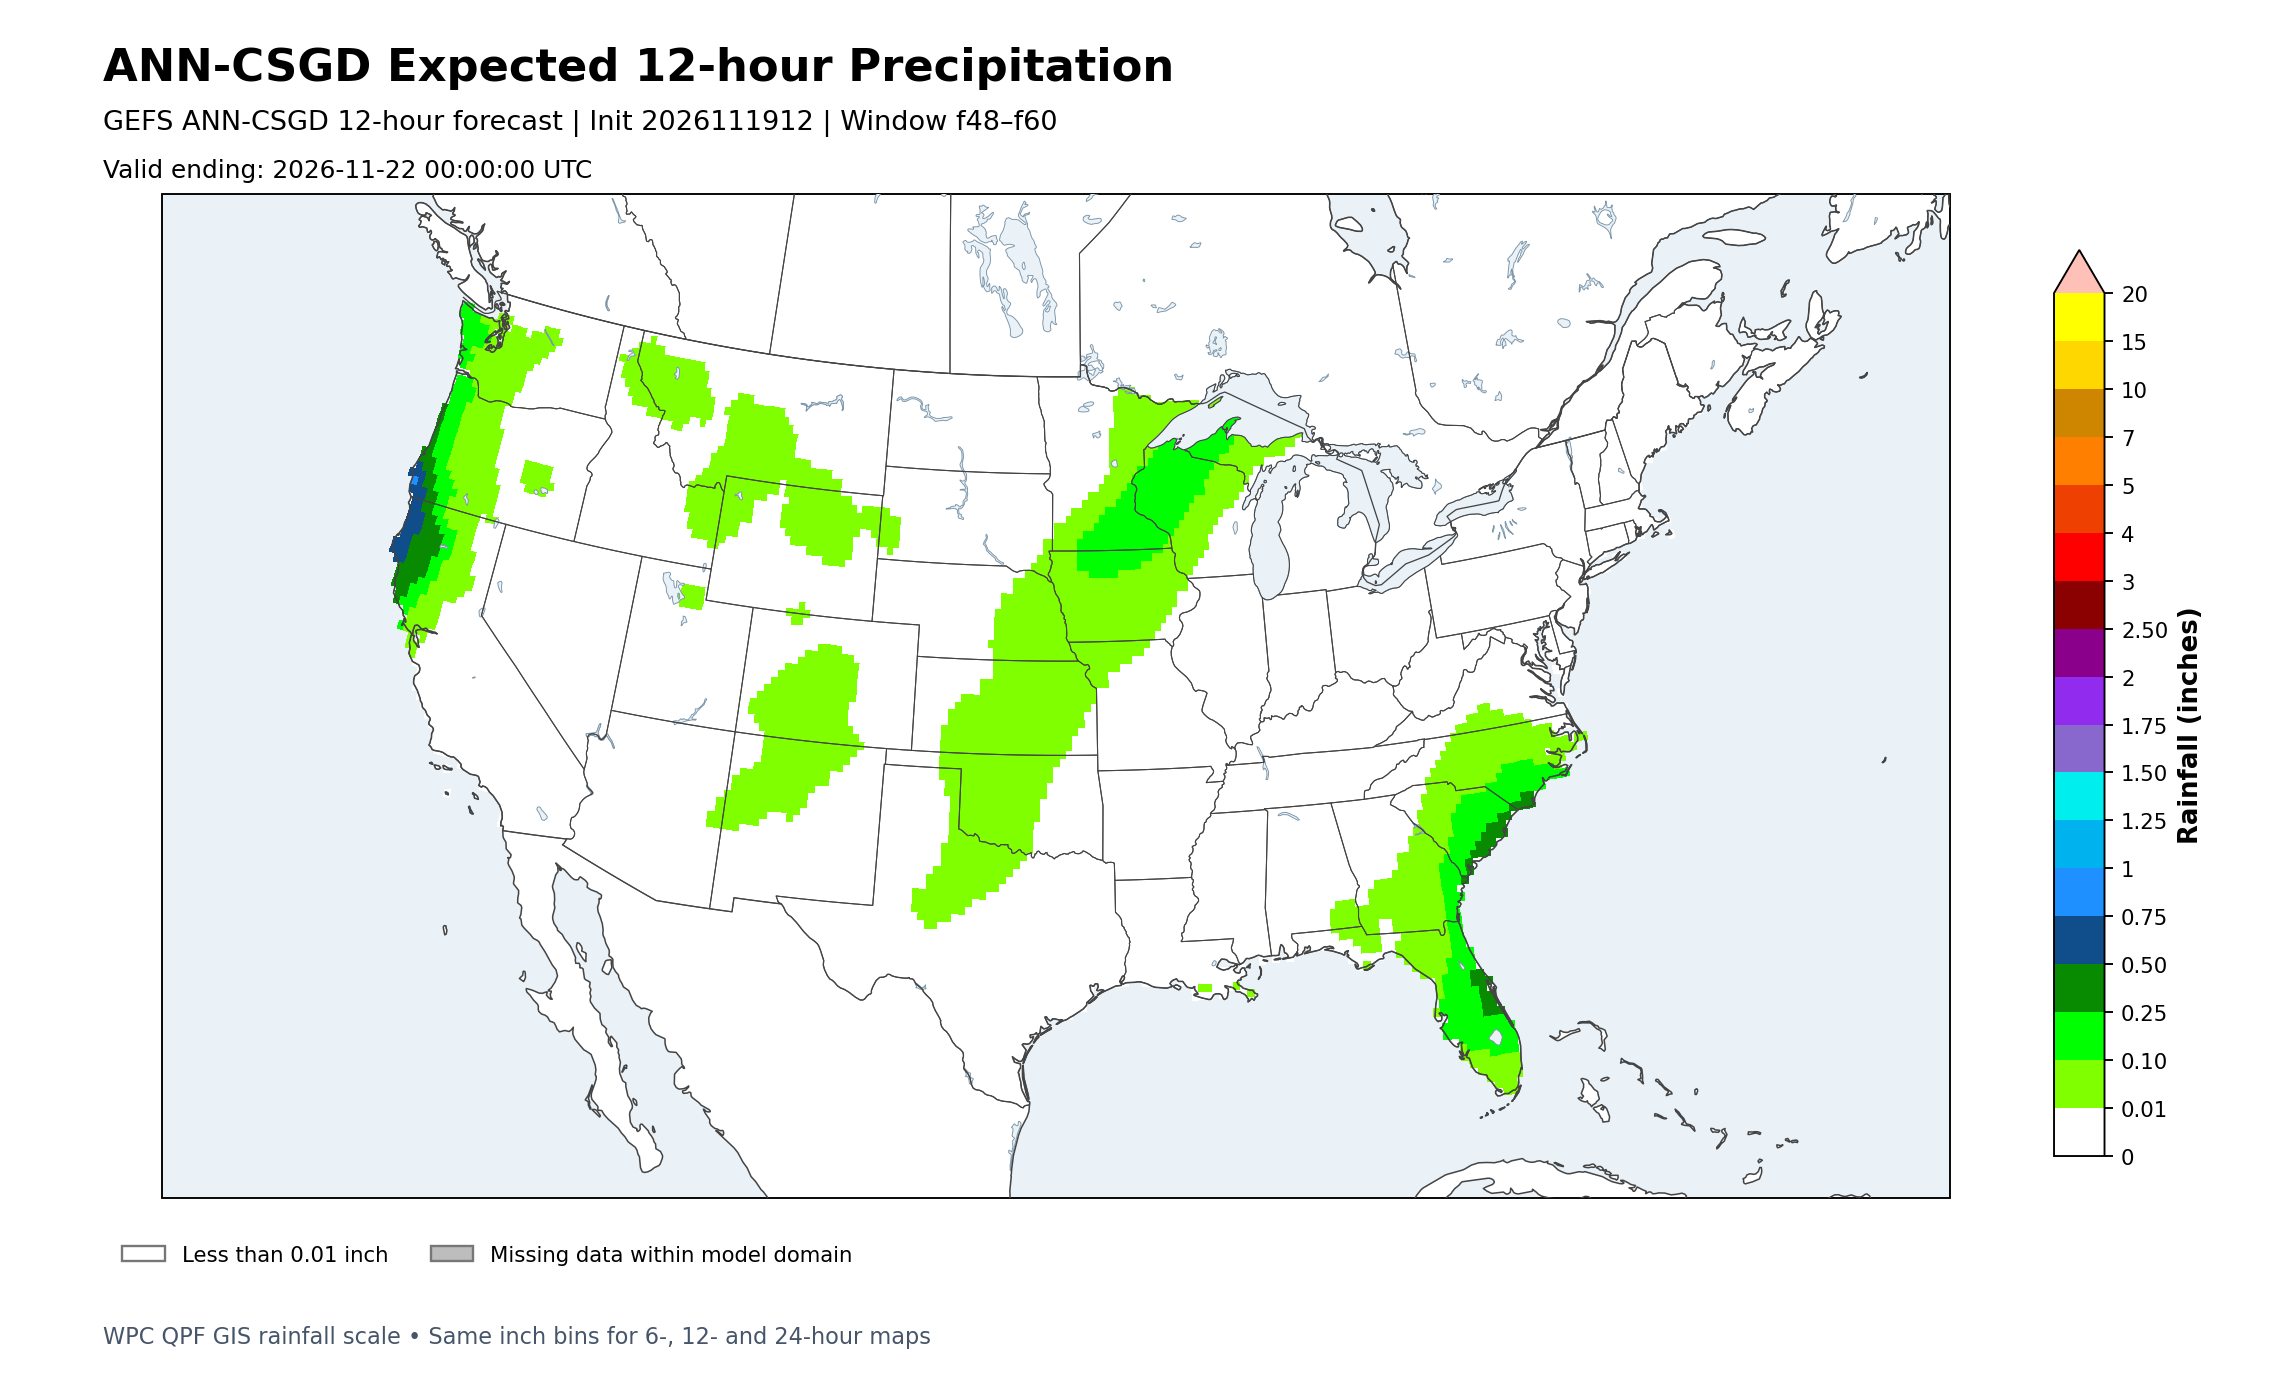 ANN-CSGD Expected 12-hour Precipitation
GEFS ANN-CSGD 12-hour forecast | Init 2026111912 | Window f48–f60
Valid ending: 2026-11-22 00:00:00 UTC
20
15
10
7
5
4
3
2.50
2
1.75
1.50
1.25
1
0.75
0.50
0.25
0.10
0.01
0
Rainfall (inches)
Less than 0.01 inch
Missing data within model domain
WPC QPF GIS rainfall scale • Same inch bins for 6-, 12- and 24-hour maps